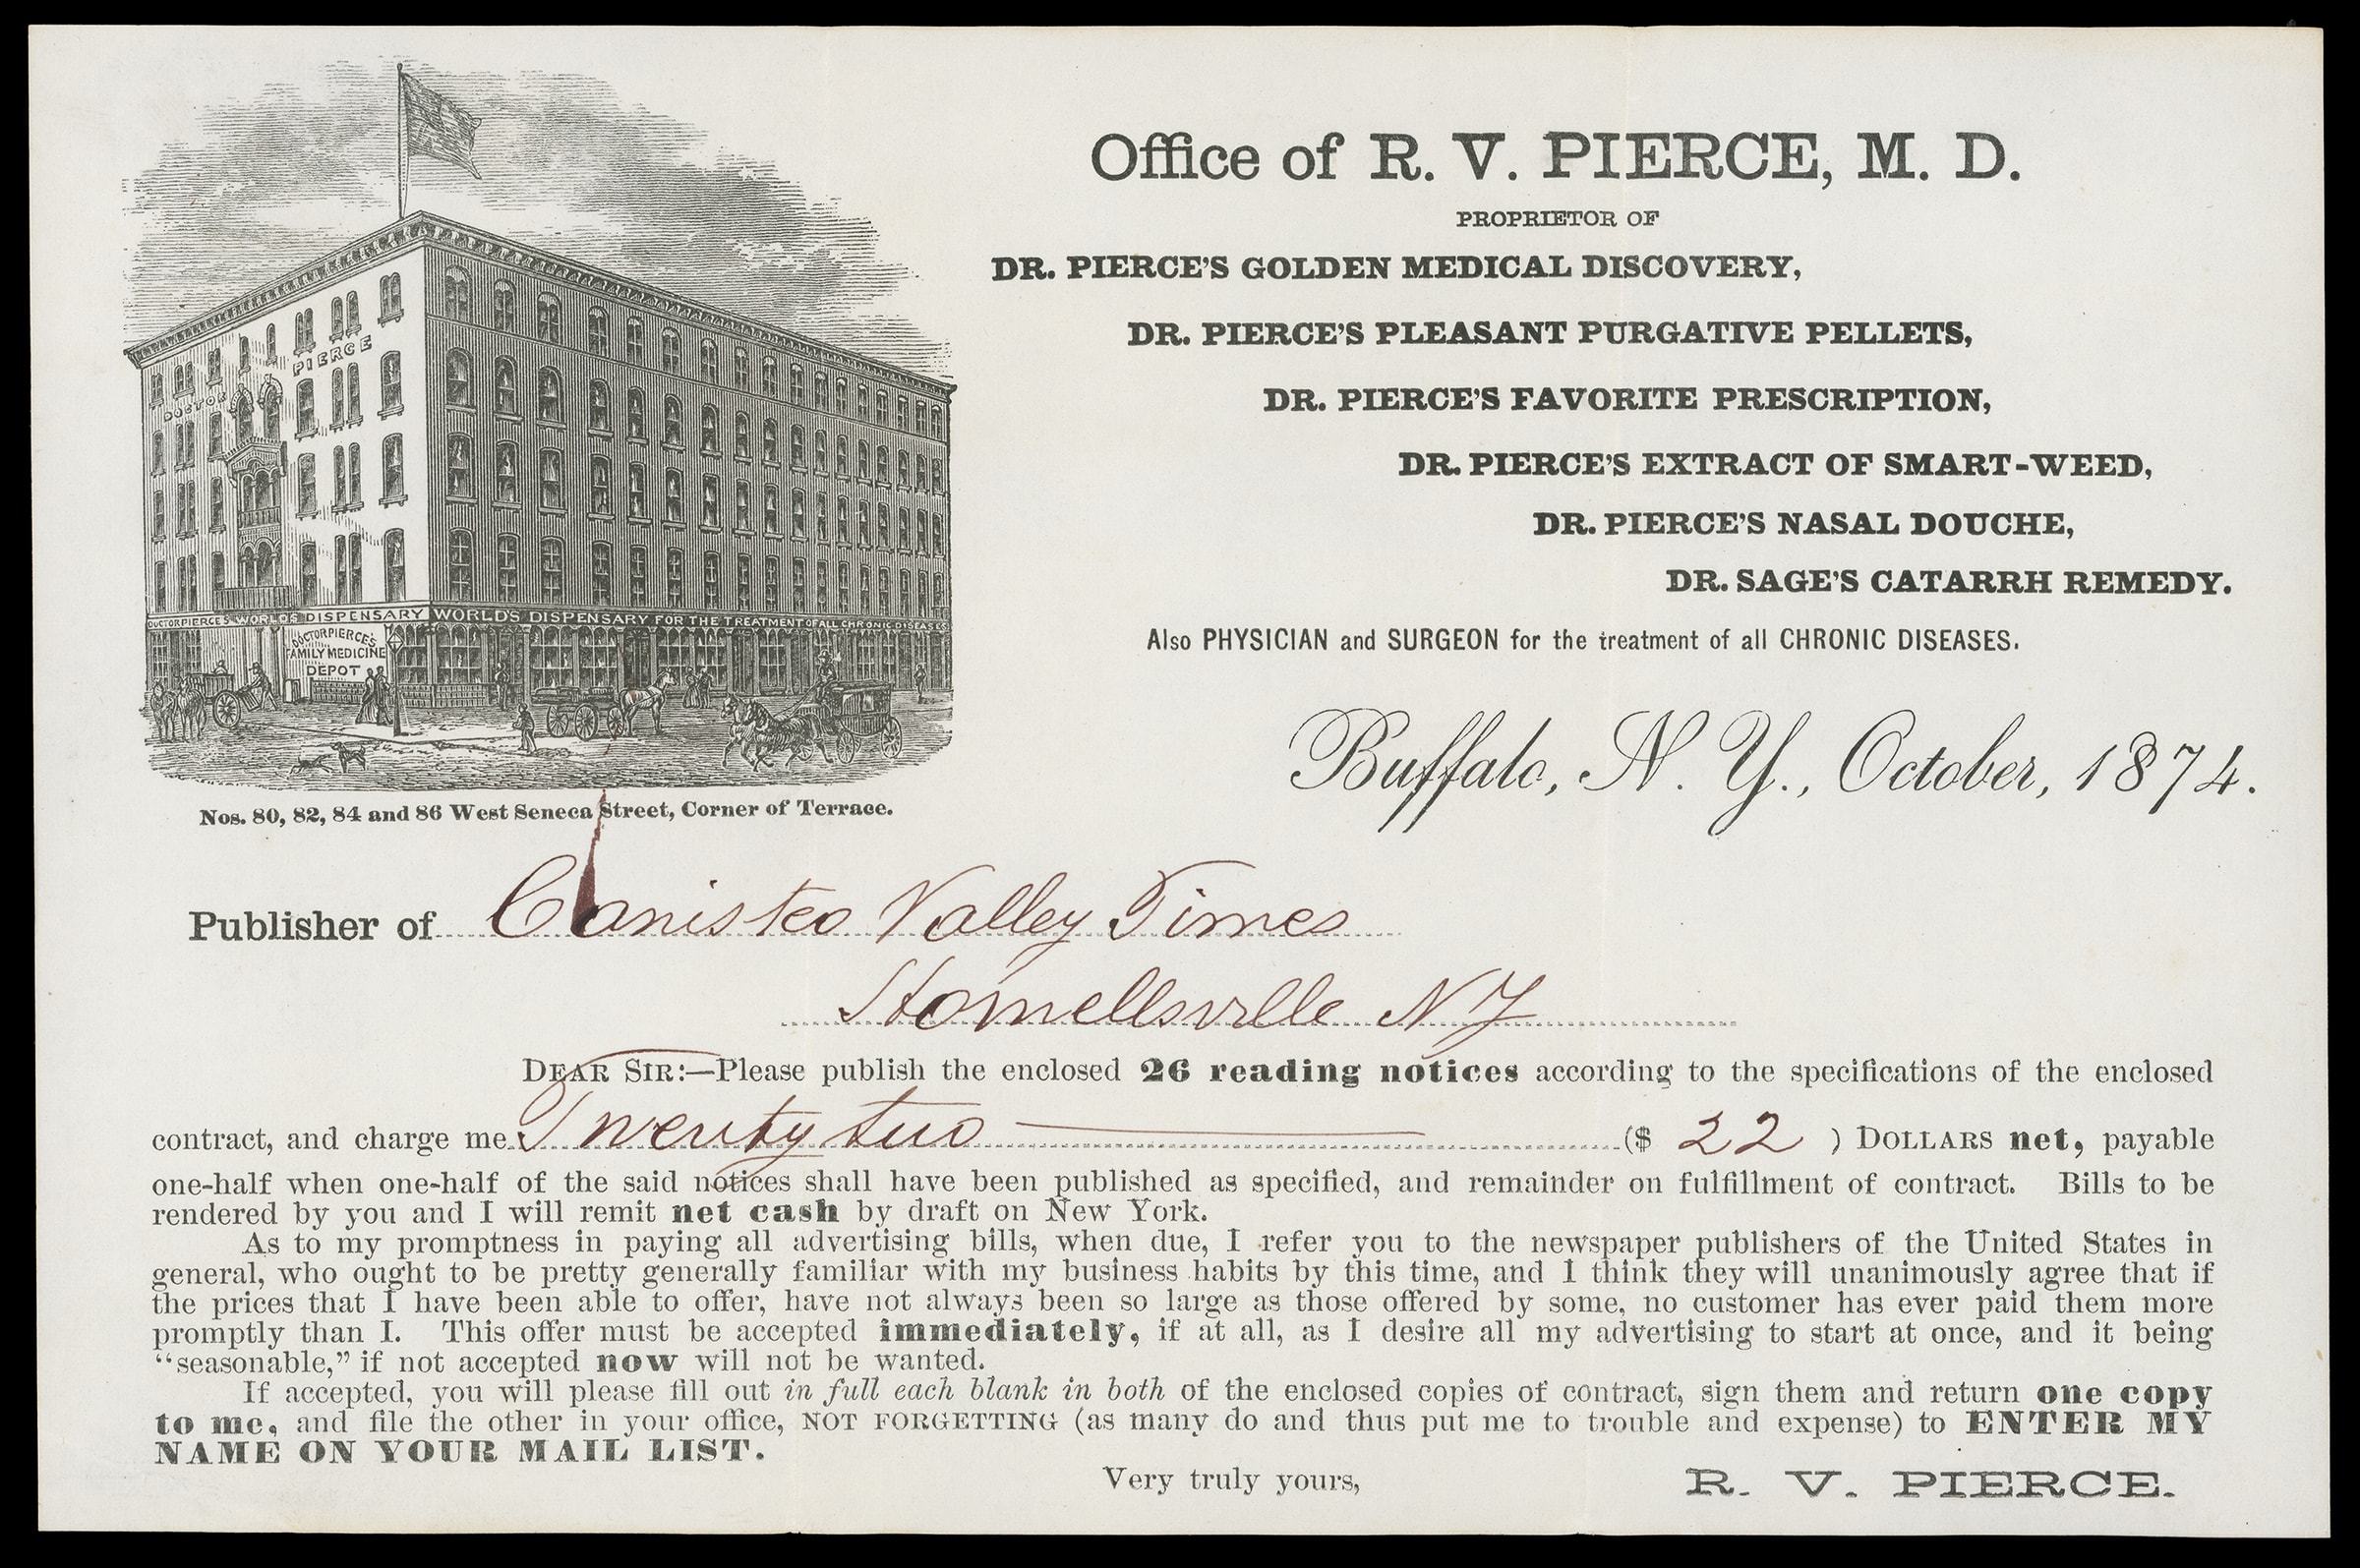 Office of R. V. PIERCE, M. D.
PROPRIETOR OF
DR. PIERCE'S GOLDEN MEDICAL DISCOVERY,
DR. PIERCE'S PLEASANT PURGATIVE PELLETS,
DR. PIERCE'S FAVORITE PRESCRIPTION,
DR. PIERCE'S EXTRACT OF SMART-WEED,
DR. PIERCE'S NASAL DOUCHE,
DR. SAGE'S CATARRH REMEDY.
Also PHYSICIAN and SURGEON for the treatment of all CHRONIC DISEASES.
DOCTOR PIERCE
DOCTOR PIERCE'S WORLD'S DISPENSARY WORLD'S DISPENSARY FOR THE TREATMENT OF ALL CHRONIC DISEASES
DOCTOR PIERCE'S
FAMILY MEDICINE
DEPOT
Nos. 80, 82, 84 and 86 West Seneca Street, Corner of Terrace.
Buffalo, N. Y., October, 1874.
Publisher of Canisteo Valley Times
Hornellsville NY
DEAR SIR:—Please publish the enclosed 26 reading notices according to the specifications of the enclosed
contract, and charge me Twenty two ($ 22 ) DOLLARS net, payable
one-half when one-half of the said notices shall have been published as specified, and remainder on fulfillment of contract. Bills to be
rendered by you and I will remit net cash by draft on New York.
As to my promptness in paying all advertising bills, when due, I refer you to the newspaper publishers of the United States in
general, who ought to be pretty generally familiar with my business habits by this time, and I think they will unanimously agree that if
the prices that I have been able to offer, have not always been so large as those offered by some, no customer has ever paid them more
promptly than I. This offer must be accepted immediately, if at all, as I desire all my advertising to start at once, and it being
"seasonable," if not accepted now will not be wanted.
If accepted, you will please fill out in full each blank in both of the enclosed copies of contract, sign them and return one copy
to me, and file the other in your office, NOT FORGETTING (as many do and thus put me to trouble and expense) to ENTER MY
NAME ON YOUR MAIL LIST.
Very truly yours,
R. V. PIERCE.